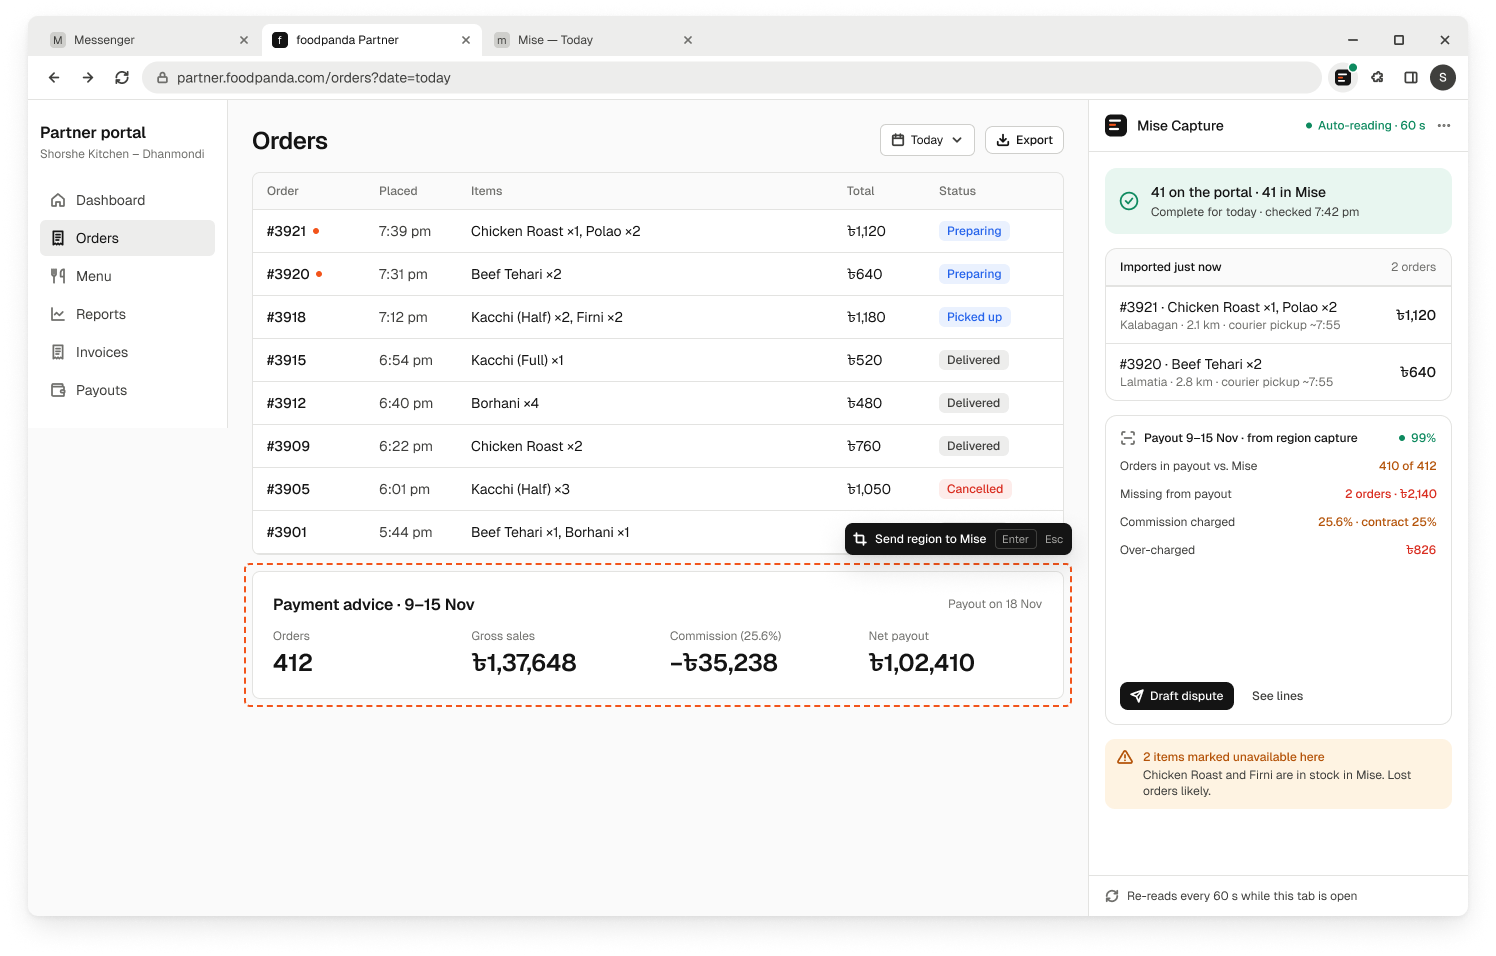 M Messenger
f foodpanda Partner
m Mise — Today
partner.foodpanda.com/orders?date=today
S
Partner portal
Shorshe Kitchen – Dhanmondi
Dashboard
Orders
Menu
Reports
Invoices
Payouts
Orders
Today
Export
Order Placed Items Total Status
#3921 7:39 pm Chicken Roast ×1, Polao ×2 ৳1,120 Preparing
#3920 7:31 pm Beef Tehari ×2 ৳640 Preparing
#3918 7:12 pm Kacchi (Half) ×2, Firni ×2 ৳1,180 Picked up
#3915 6:54 pm Kacchi (Full) ×1 ৳520 Delivered
#3912 6:40 pm Borhani ×4 ৳480 Delivered
#3909 6:22 pm Chicken Roast ×2 ৳760 Delivered
#3905 6:01 pm Kacchi (Half) ×3 ৳1,050 Cancelled
#3901 5:44 pm Beef Tehari ×1, Borhani ×1
Send region to Mise Enter Esc
Payment advice · 9–15 Nov
Payout on 18 Nov
Orders Gross sales Commission (25.6%) Net payout
412 ৳1,37,648 −৳35,238 ৳1,02,410
Mise Capture
Auto-reading · 60 s
41 on the portal · 41 in Mise
Complete for today · checked 7:42 pm
Imported just now 2 orders
#3921 · Chicken Roast ×1, Polao ×2 ৳1,120
Kalabagan · 2.1 km · courier pickup ~7:55
#3920 · Beef Tehari ×2 ৳640
Lalmatia · 2.8 km · courier pickup ~7:55
Payout 9–15 Nov · from region capture 99%
Orders in payout vs. Mise 410 of 412
Missing from payout 2 orders · ৳2,140
Commission charged 25.6% · contract 25%
Over-charged ৳826
Draft dispute
See lines
2 items marked unavailable here
Chicken Roast and Firni are in stock in Mise. Lost
orders likely.
Re-reads every 60 s while this tab is open